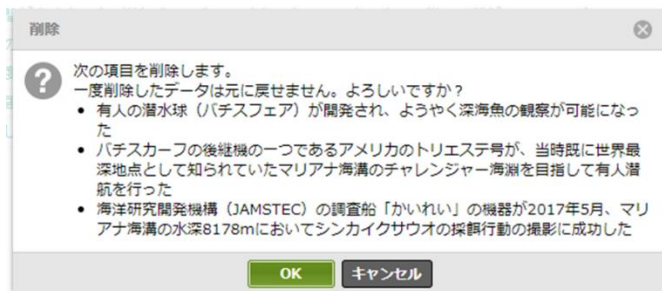 削除
次の項目を削除します。
一度削除したデータは元に戻せません。よろしいですか？
• 有人の潜水球（バチスフェア）が開発され、ようやく深海魚の観察が可能になっ
た
• バチスカーフの後継機の一つであるアメリカのトリエステ号が、当時既に世界最
深地点として知られていたマリアナ海溝のチャレンジャー海淵を目指して有人潜
航を行った
• 海洋研究開発機構（JAMSTEC）の調査船「かいれい」の機器が2017年5月、マリ
アナ海溝の水深8178mにおいてシンカイクサウオの採餌行動の撮影に成功した
OK
キャンセル